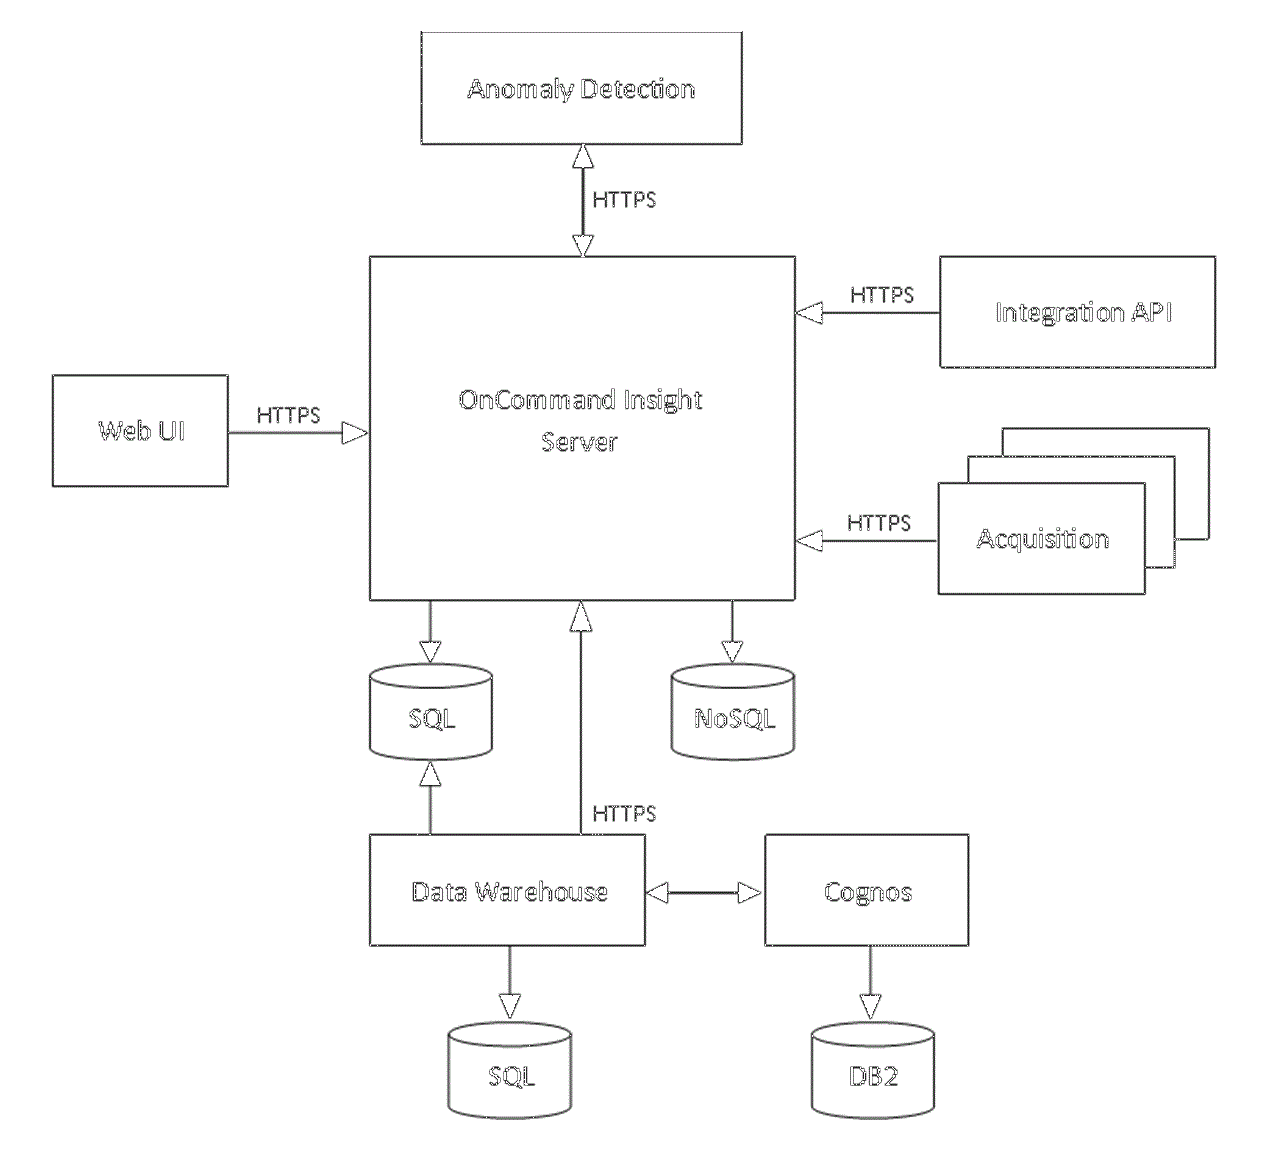 Anomaly Detection
HTTPS
HTTPS
Integration API
OnCommand Insight
Server
HTTPS
Web UI
HTTPS
Acquisition
SQL
NoSQL
HTTPS
Data Warehouse
Cognos
SQL
DB2